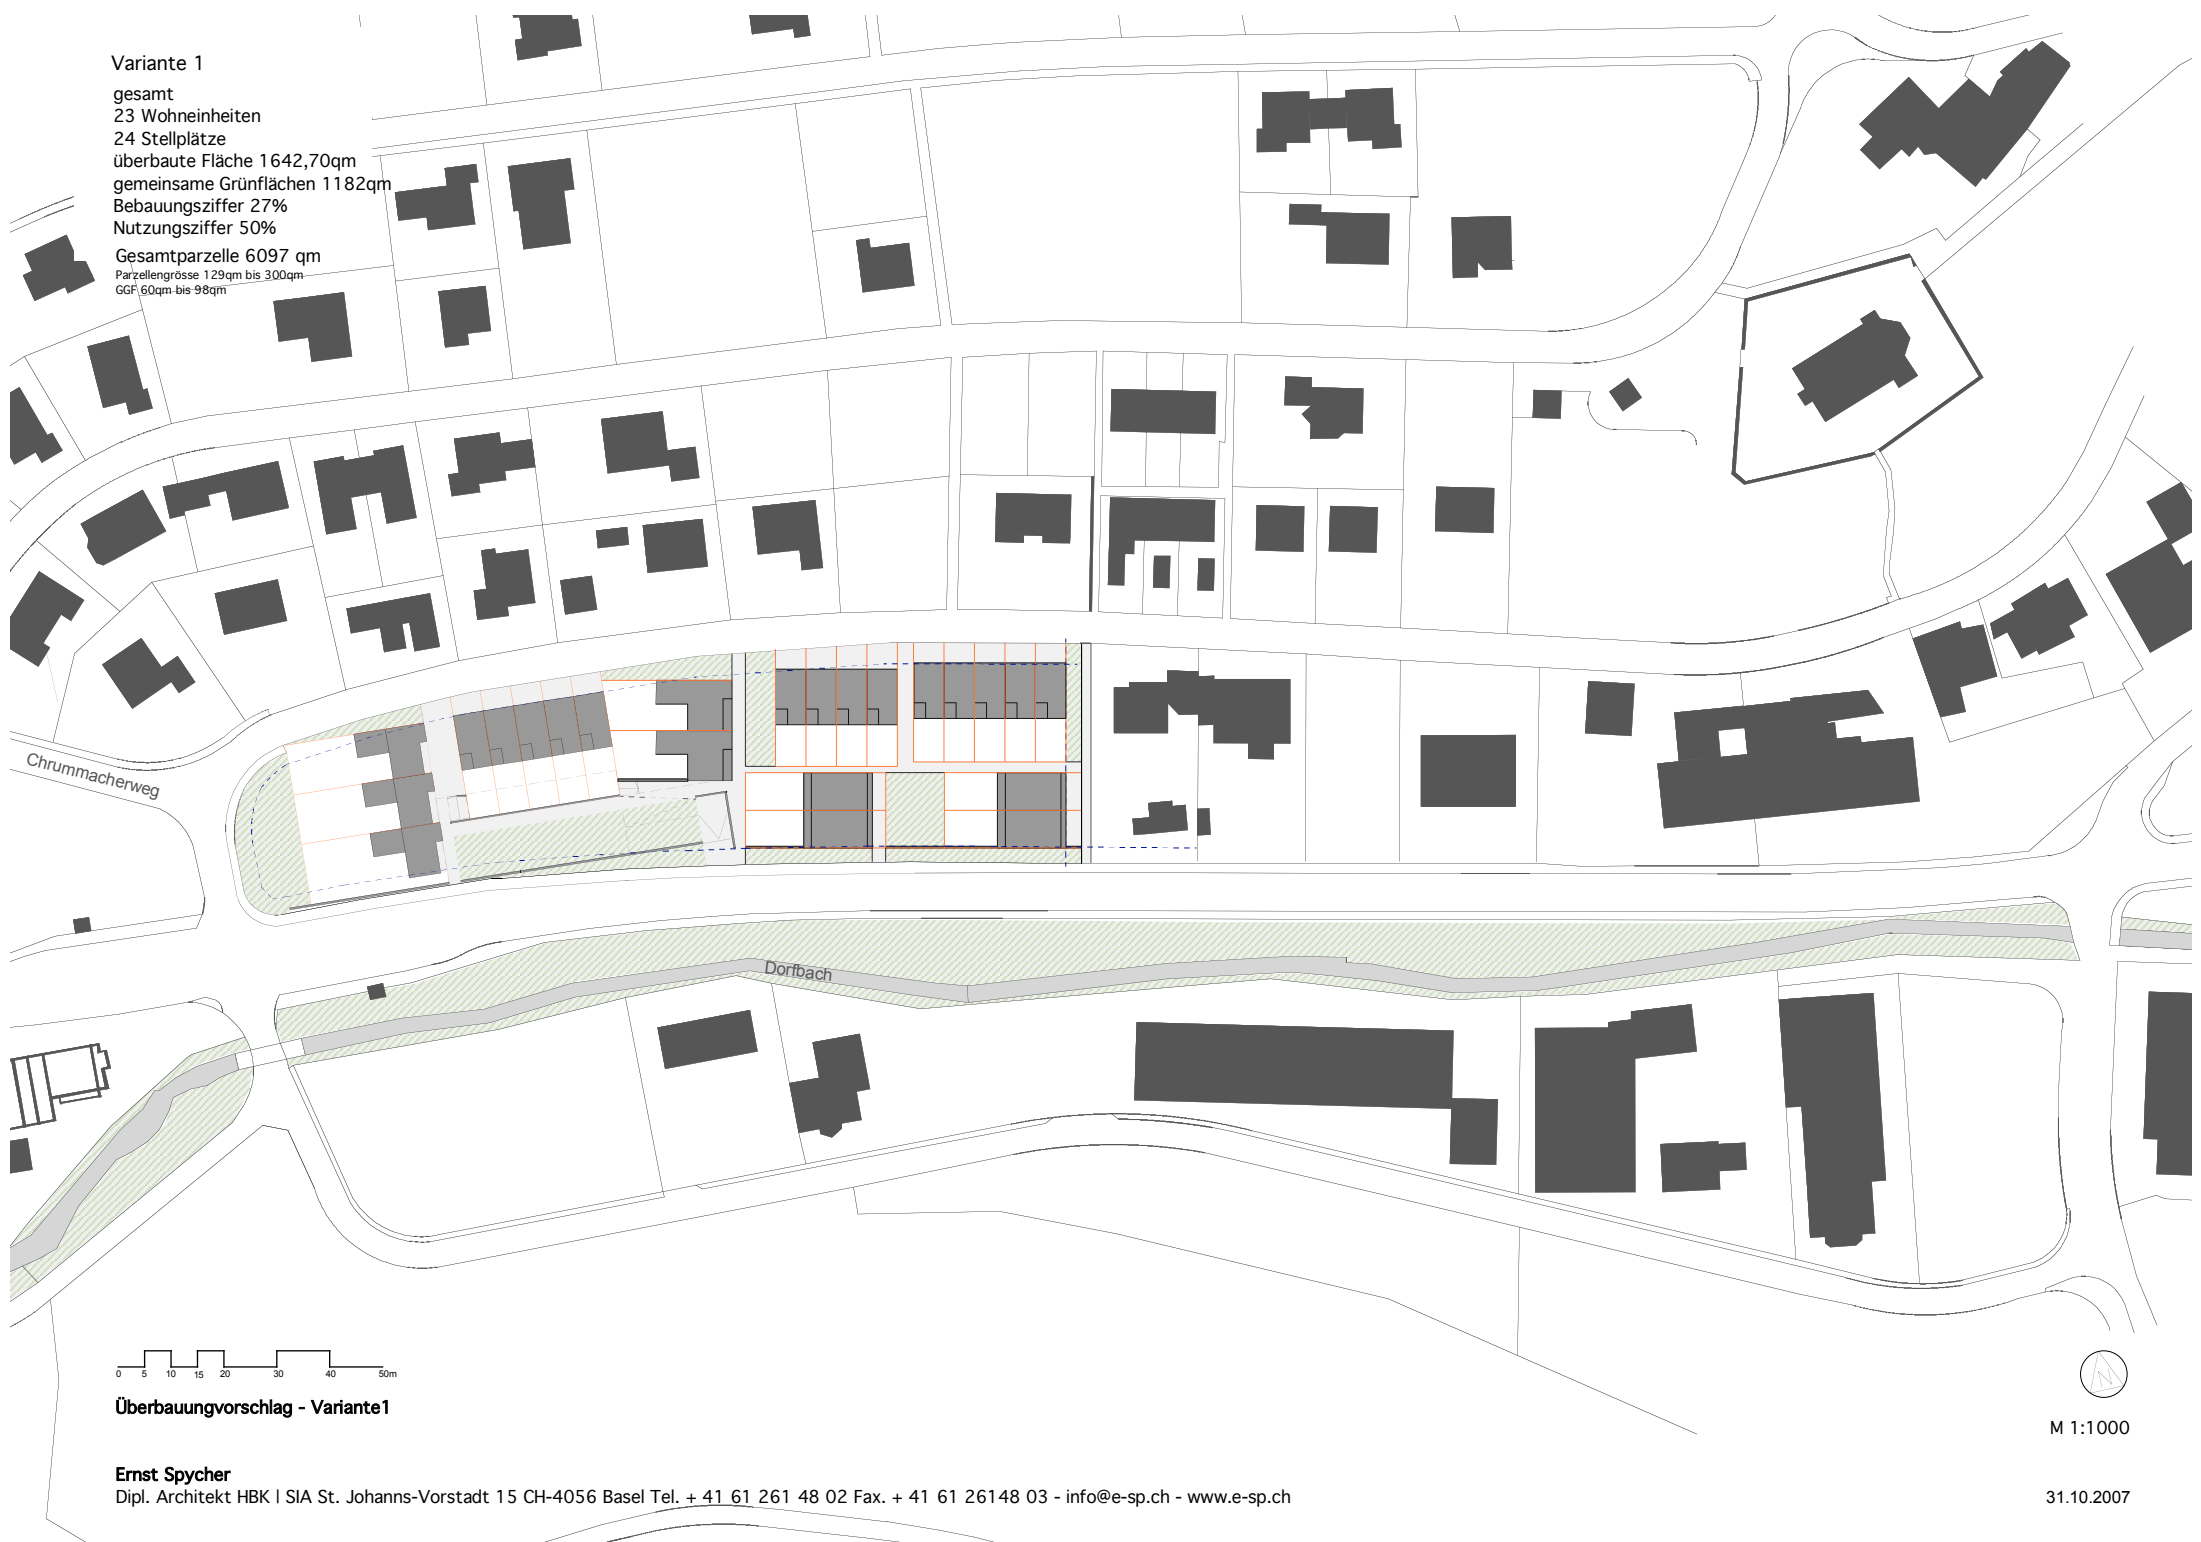 Variante 1
gesamt
23 Wohneinheiten
24 Stellplätze
überbaute Fläche 1642,70qm
gemeinsame Grünflächen 1182qm
Bebauungsziffer 27%
Nutzungsziffer 50%
Gesamtparzelle 6097 qm
Parzellengrösse 129qm bis 300qm
GGF 60qm bis 98qm
Chrummacherweg
Dorfbach
0 5 10 15 20 30 40 50m
Überbauungvorschlag - Variante1
N
M 1:1000
Ernst Spycher
Dipl. Architekt HBK | SIA St. Johanns-Vorstadt 15 CH-4056 Basel Tel. + 41 61 261 48 02 Fax. + 41 61 26148 03 - info@e-sp.ch - www.e-sp.ch
31.10.2007